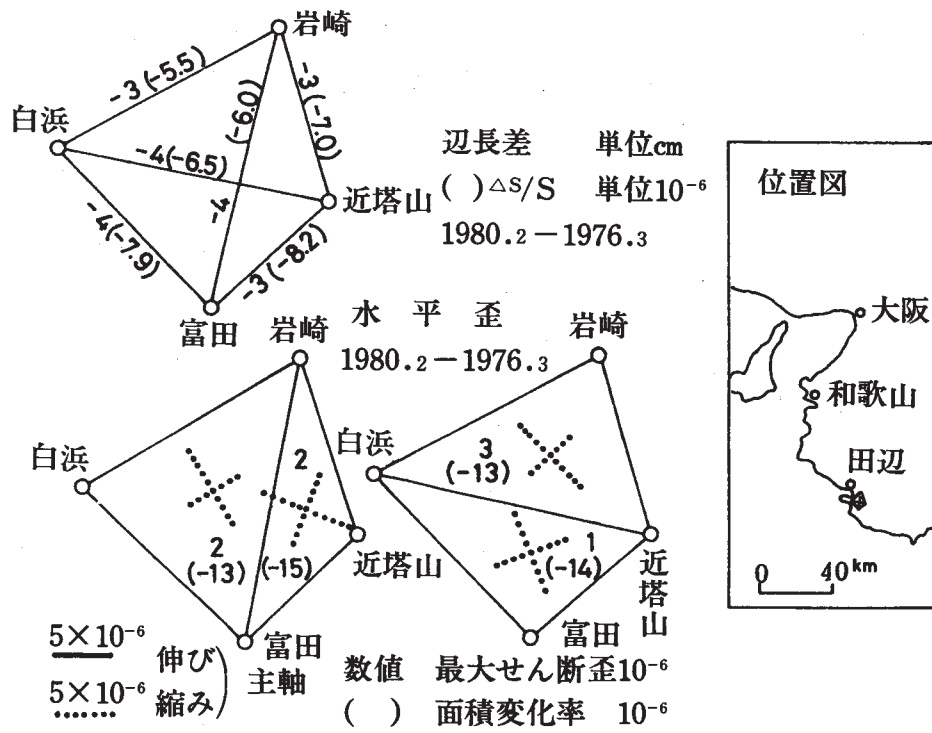 岩崎
白浜
近塔山
富田
-3(-5.5)
-3(-7.0)
(-6.0)
-4
-4(-6.5)
-4(-7.9)
-3(-8.2)
辺長差 単位cm
( )△S/S 単位10⁻⁶
1980.2－1976.3
水平歪
1980.2－1976.3
岩崎
白浜
近塔山
富田
2
(-13)
2
(-15)
岩崎
白浜
近塔山
富田
3
(-13)
1
(-14)
5×10⁻⁶ 伸び
5×10⁻⁶ 縮み
主軸
数値 最大せん断歪10⁻⁶
( ) 面積変化率 10⁻⁶
位置図
大阪
和歌山
田辺
0 40km